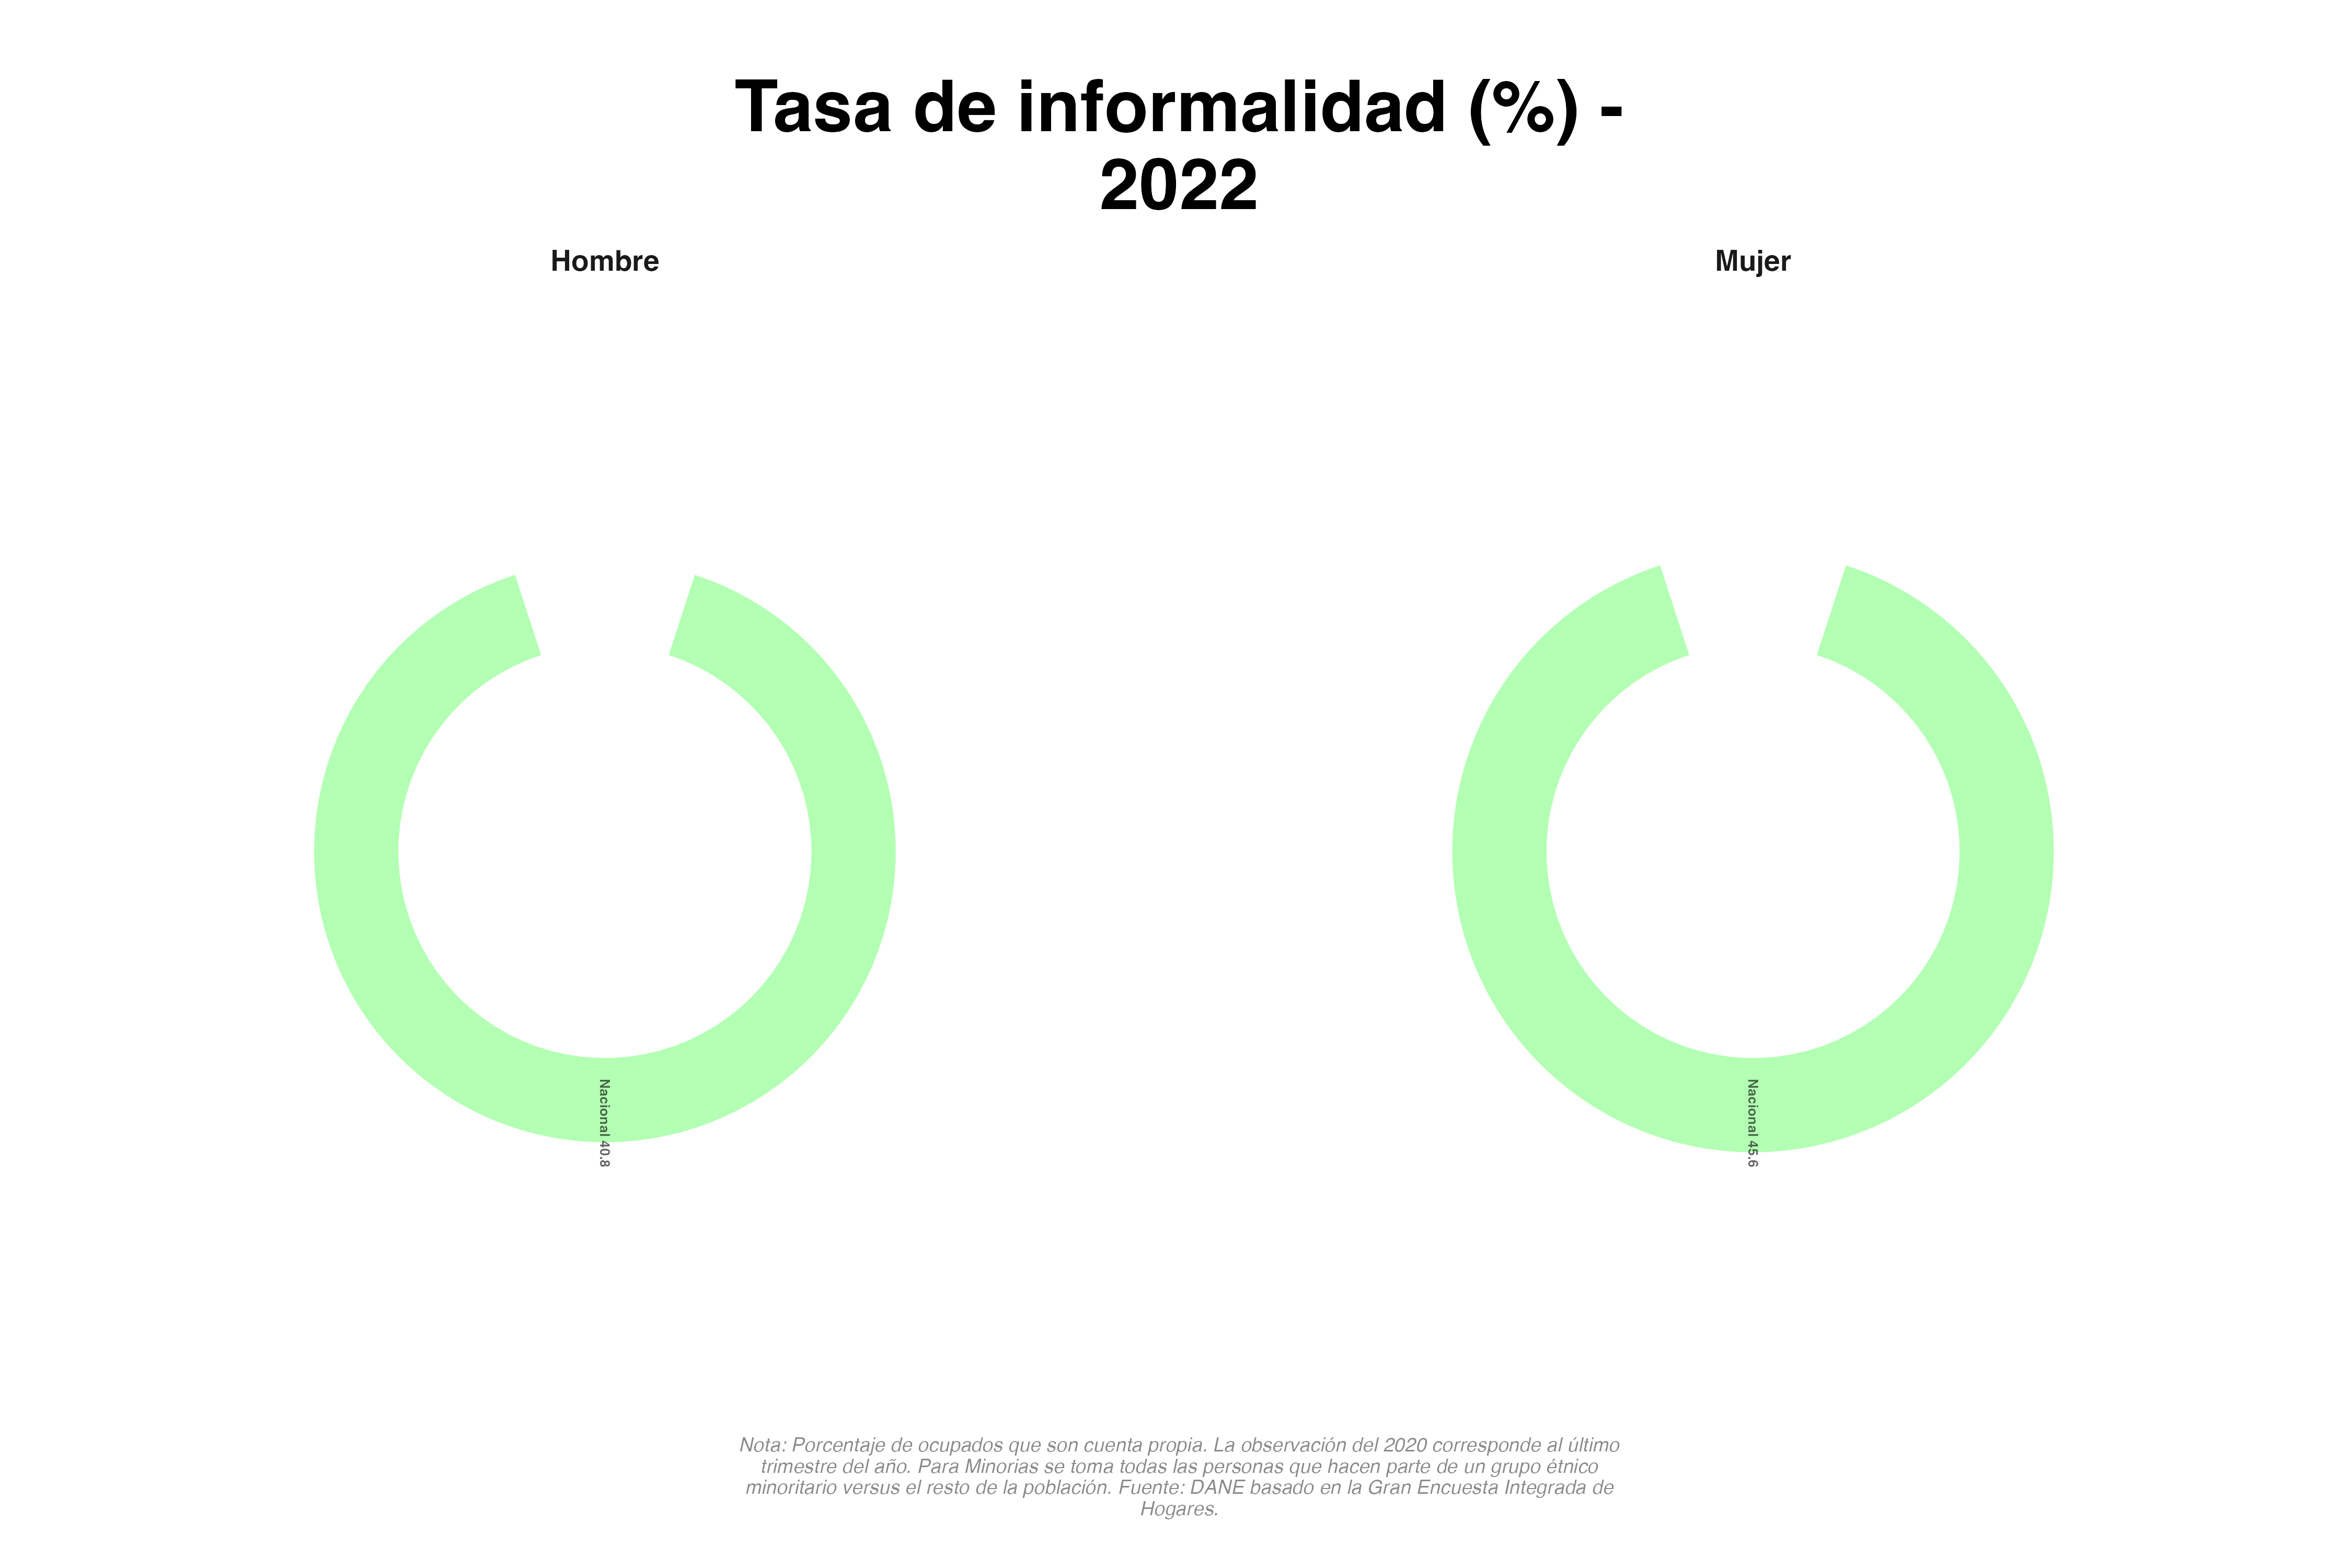 Tasa de informalidad (%) -
2022
Hombre
Mujer
Nacional 40.8
Nacional 45.6
Nota: Porcentaje de ocupados que son cuenta propia. La observación del 2020 corresponde al último
trimestre del año. Para Minorias se toma todas las personas que hacen parte de un grupo étnico
minoritario versus el resto de la población. Fuente: DANE basado en la Gran Encuesta Integrada de
Hogares.